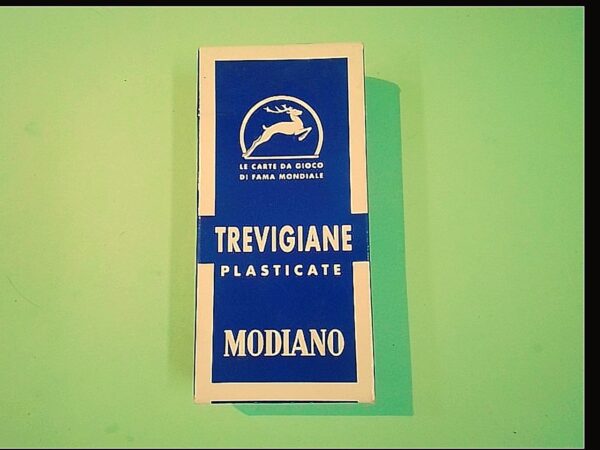 LE CARTE DA GIOCO
DI FAMA MONDIALE
TREVIGIANE
PLASTICATE
MODIANO